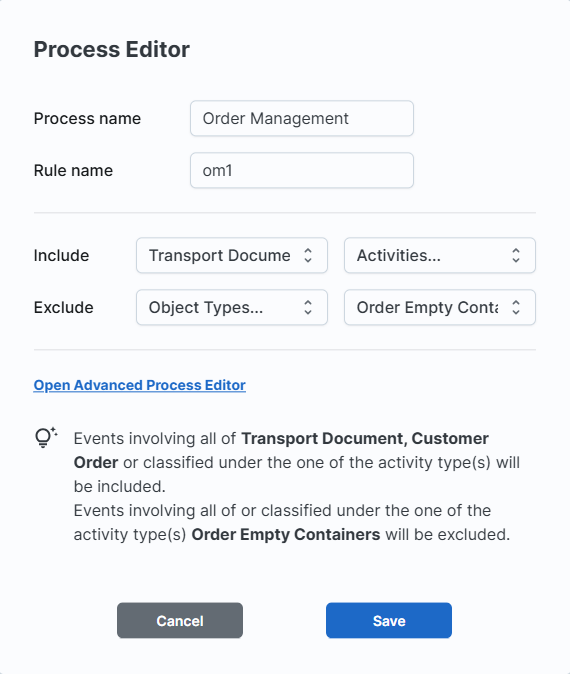 Process Editor
Process name
Order Management
Rule name
om1
Include
Transport Docume
Activities...
Exclude
Object Types...
Order Empty Conta
Open Advanced Process Editor
Events involving all of Transport Document, Customer
Order or classified under the one of the activity type(s) will
be included.
Events involving all of or classified under the one of the
activity type(s) Order Empty Containers will be excluded.
Cancel
Save